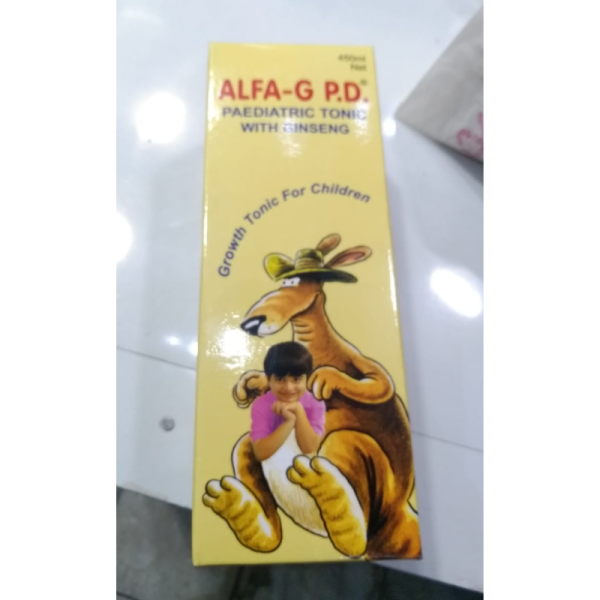 450ml
Net
ALFA-G P.D.®
PAEDIATRIC TONIC
WITH GINSENG
Growth Tonic For Children